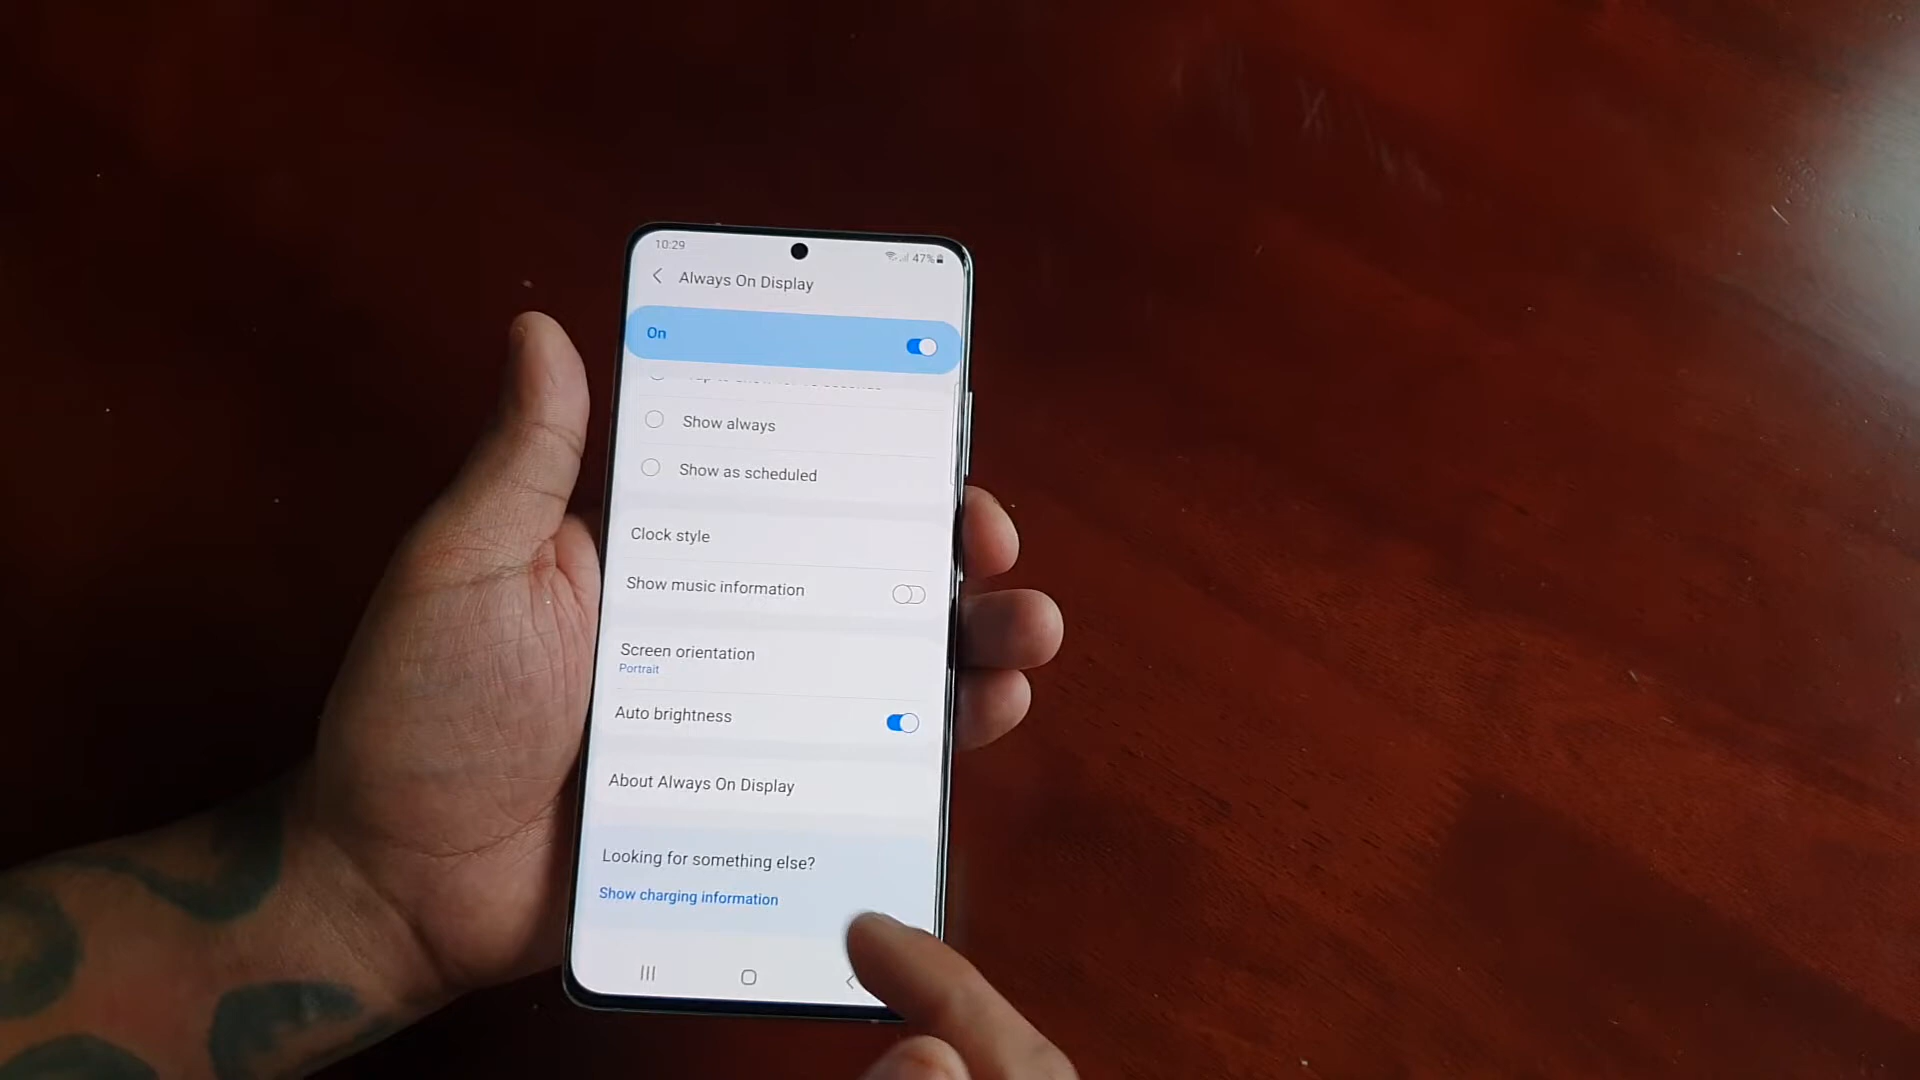 10:29
47%
Always On Display
On
Show always
Show as scheduled
Clock style
Show music information
Screen orientation
Portrait
Auto brightness
About Always On Display
Looking for something else?
Show charging information